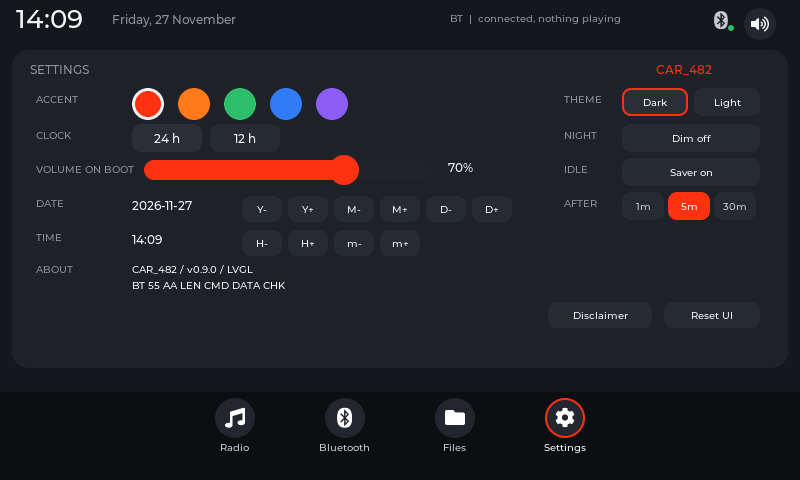 14:09 Friday, 27 November BT | connected, nothing playing
SETTINGS CAR_482
ACCENT THEME Dark Light
CLOCK 24 h 12 h NIGHT Dim off
VOLUME ON BOOT 70% IDLE Saver on
DATE 2026-11-27 Y- Y+ M- M+ D- D+ AFTER 1m 5m 30m
TIME 14:09 H- H+ m- m+
ABOUT CAR_482 / v0.9.0 / LVGL
BT 55 AA LEN CMD DATA CHK
Disclaimer Reset UI
Radio Bluetooth Files Settings